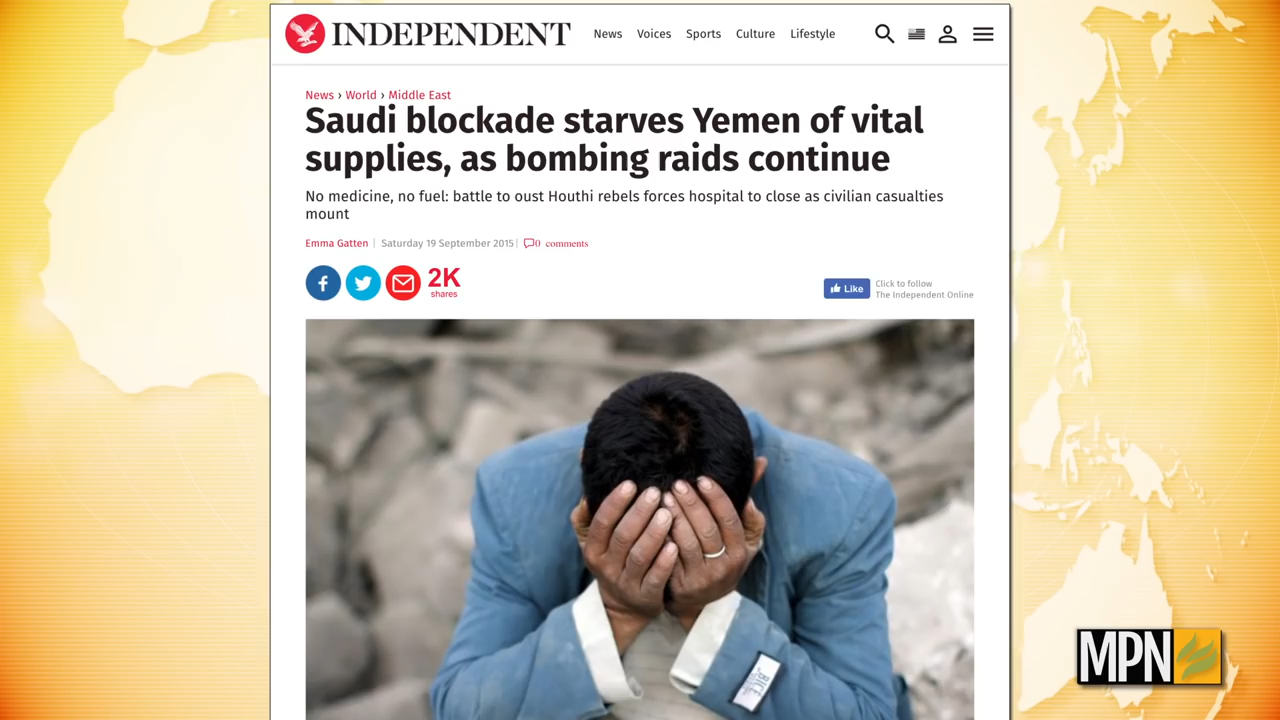 INDEPENDENT
News Voices Sports Culture Lifestyle
News › World › Middle East
Saudi blockade starves Yemen of vital
supplies, as bombing raids continue
No medicine, no fuel: battle to oust Houthi rebels forces hospital to close as civilian casualties
mount
Emma Gatten | Saturday 19 September 2015 | 0 comments
2K
shares
Like
Click to follow
The Independent Online
MPN